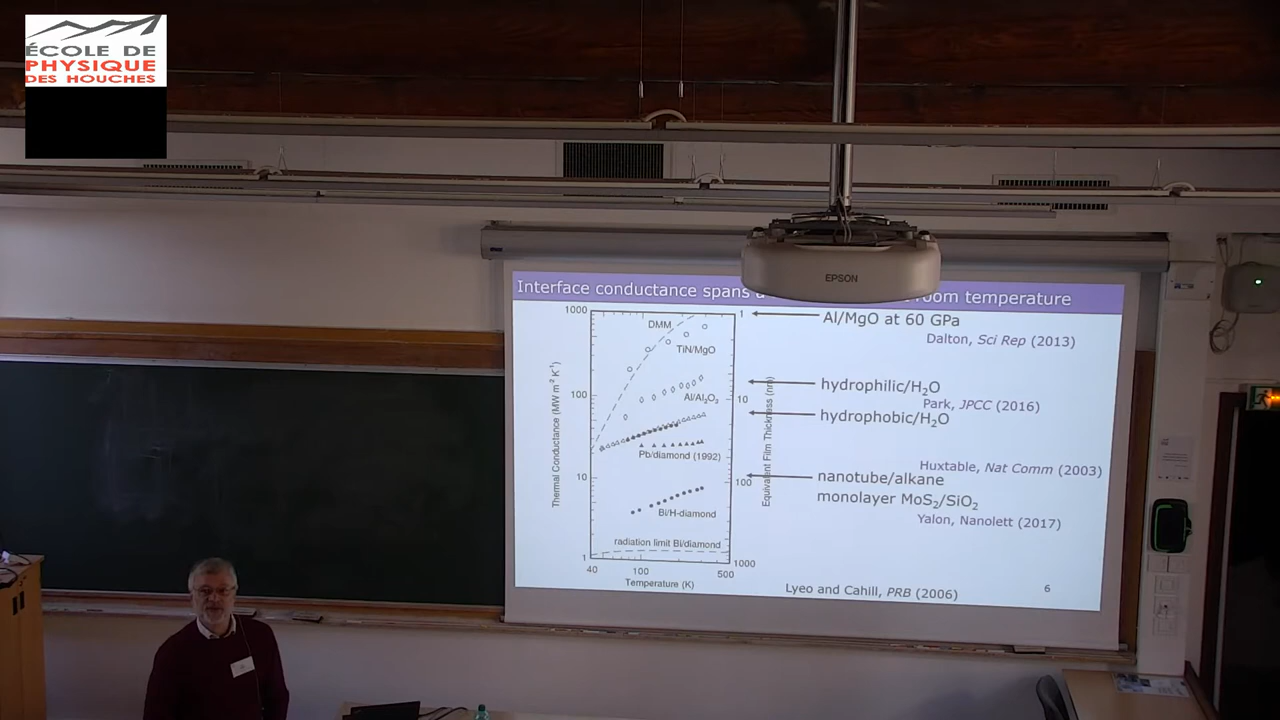 ÉCOLE DE
PHYSIQUE
DES HOUCHES
EPSON
Interface conductance spans a room temperature
1000
100
10
1
Thermal Conductance (MW m⁻² K⁻¹)
DMM
TiN/MgO
Al/Al₂O₃
Pb/diamond (1992)
Bi/H-diamond
radiation limit Bi/diamond
40
100
500
Temperature (K)
1
10
100
1000
Equivalent Film Thickness (nm)
Al/MgO at 60 GPa
Dalton, Sci Rep (2013)
hydrophilic/H₂O
Park, JPCC (2016)
hydrophobic/H₂O
Huxtable, Nat Comm (2003)
nanotube/alkane
monolayer MoS₂/SiO₂
Yalon, Nanolett (2017)
Lyeo and Cahill, PRB (2006)
6